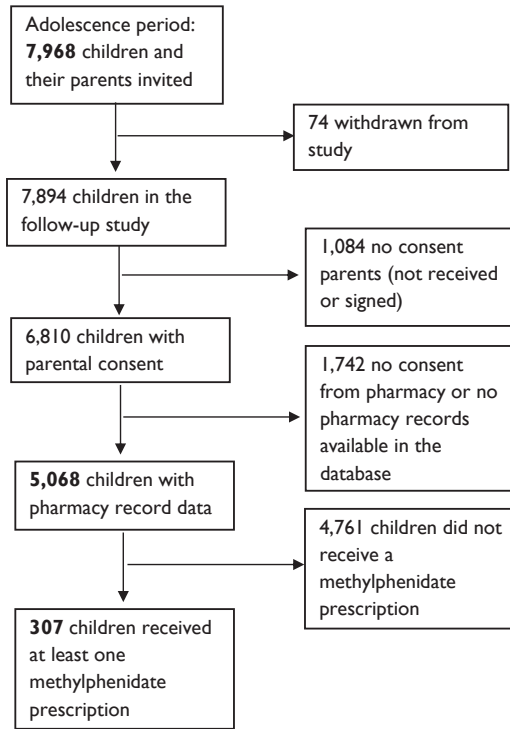 Adolescence period:
7,968 children and
their parents invited
74 withdrawn from
study
7,894 children in the
follow-up study
1,084 no consent
parents (not received
or signed)
6,810 children with
parental consent
1,742 no consent
from pharmacy or no
pharmacy records
available in the
database
5,068 children with
pharmacy record data
4,761 children did not
receive a
methylphenidate
prescription
307 children received
at least one
methylphenidate
prescription